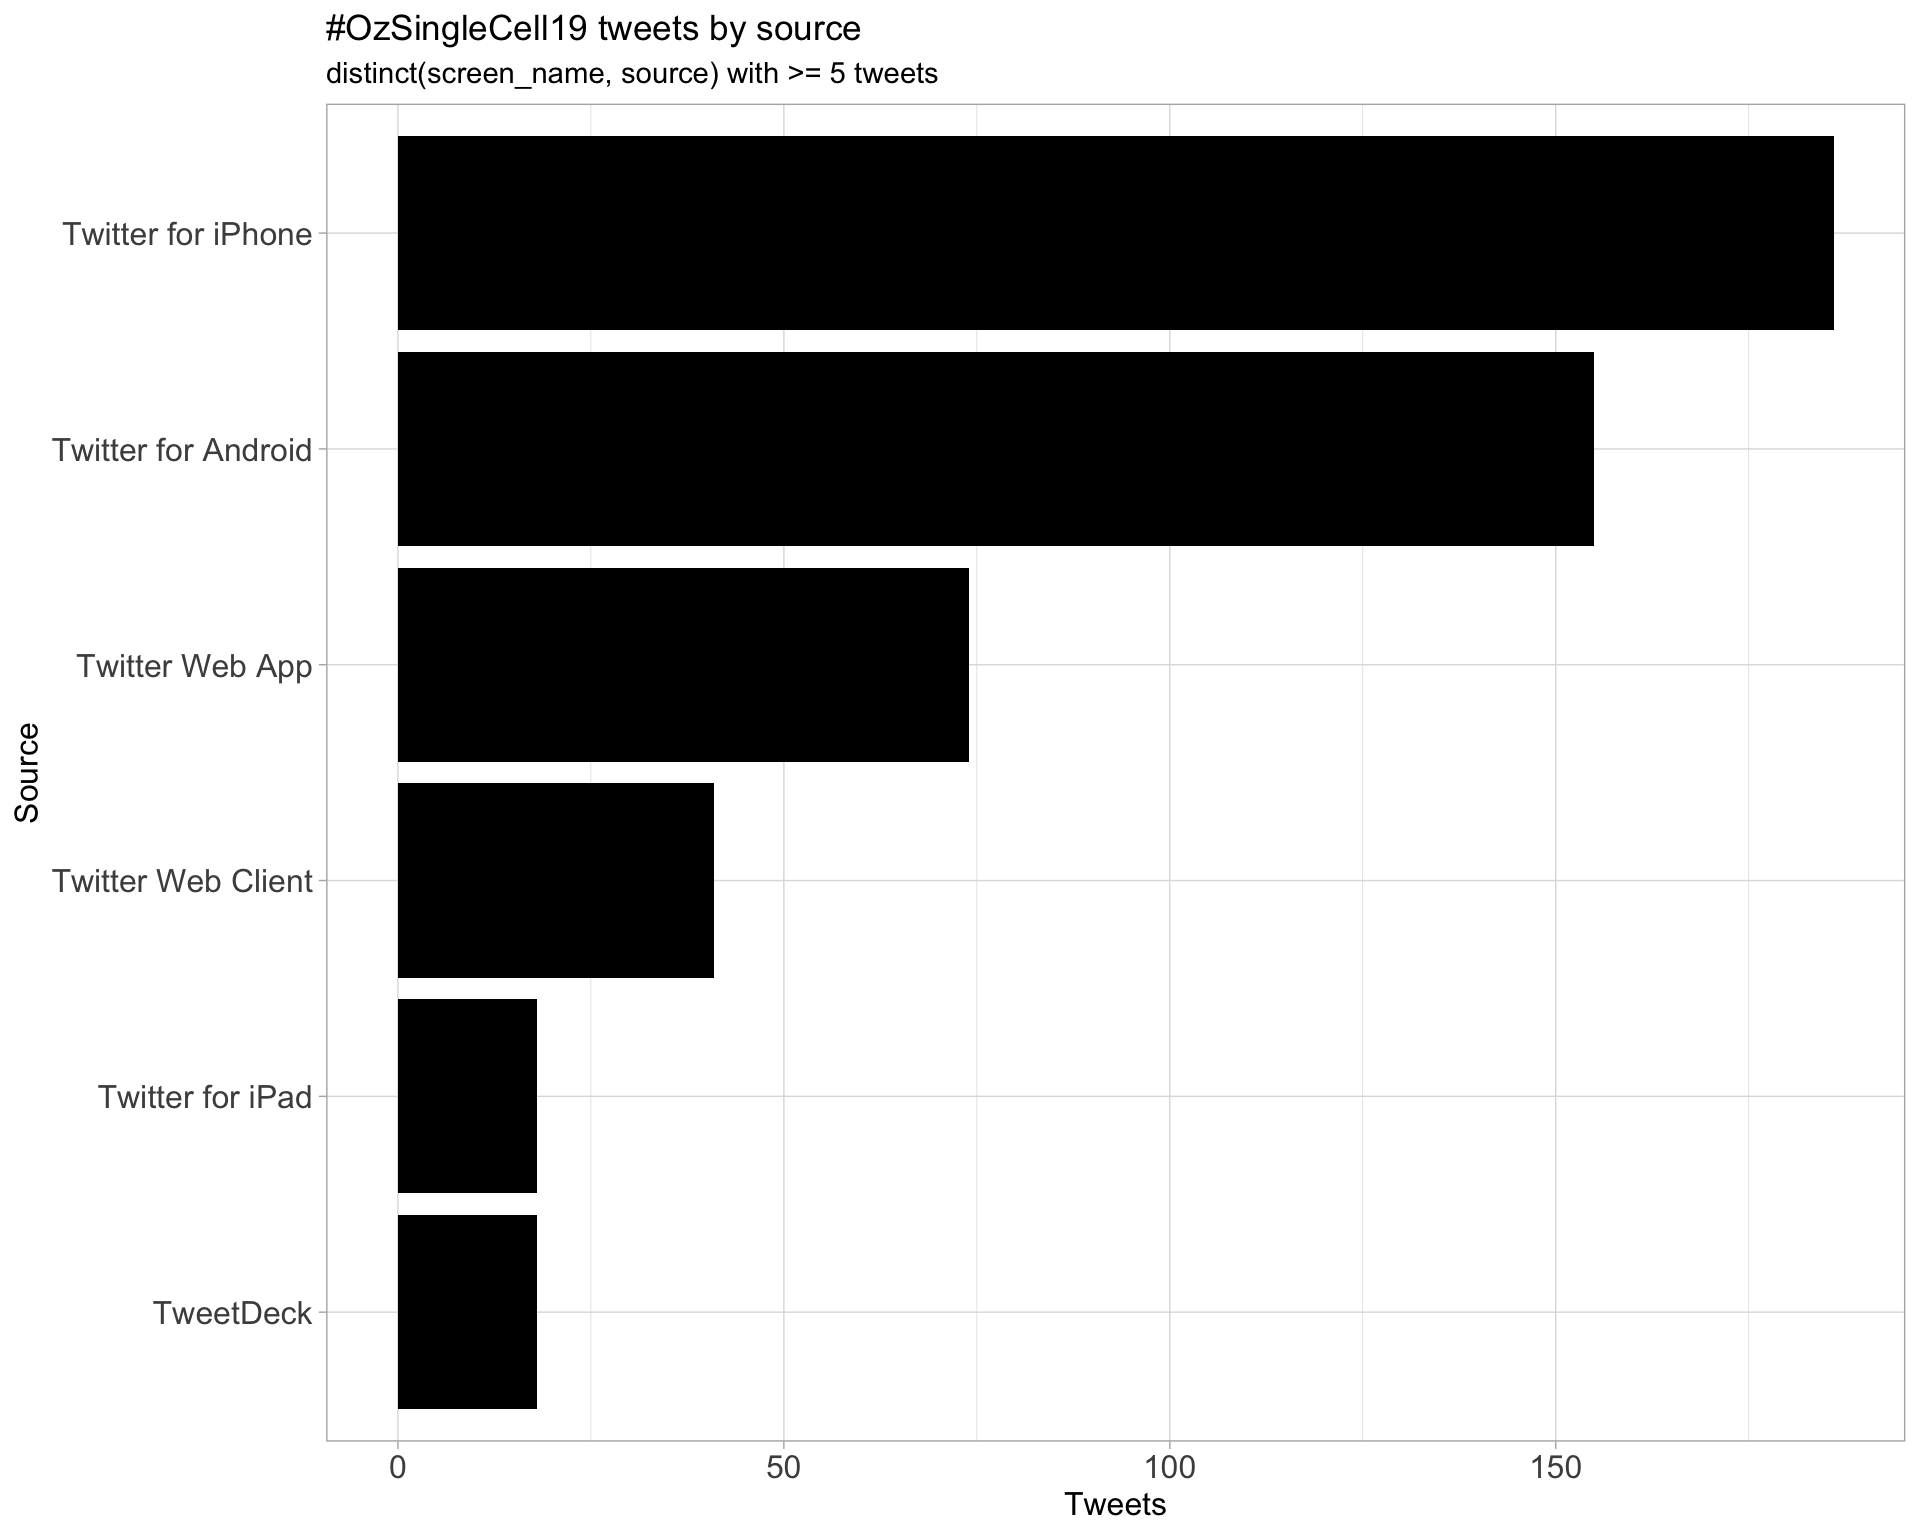 #OzSingleCell19 tweets by source
distinct(screen_name, source) with >= 5 tweets
Source
Twitter for iPhone
Twitter for Android
Twitter Web App
Twitter Web Client
Twitter for iPad
TweetDeck
0 50 100 150
Tweets